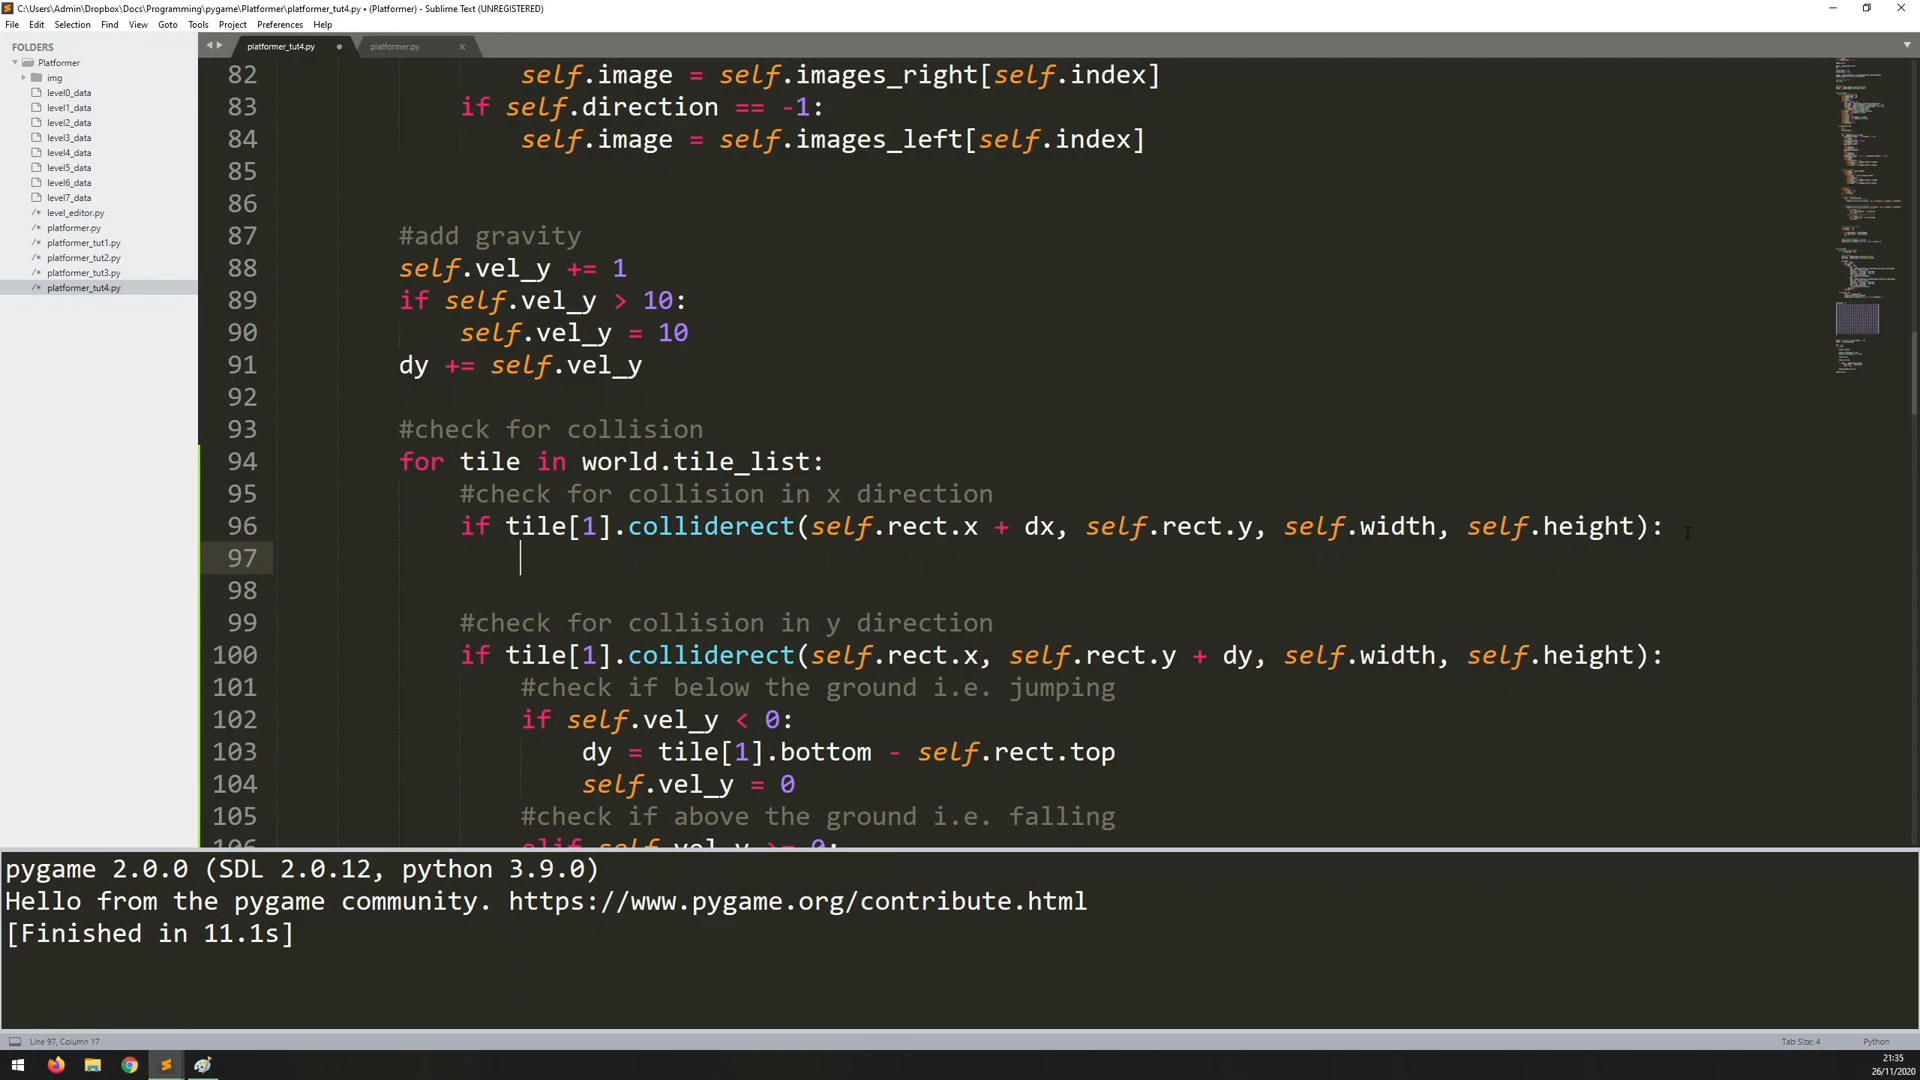 C:\Users\Admin\Dropbox\Docs\Programming\pygame\Platformer\platformer_tut4.py • (Platformer) - Sublime Text (UNREGISTERED)
File Edit Selection Find View Goto Tools Project Preferences Help
FOLDERS
Platformer
img
level0_data
level1_data
level2_data
level3_data
level4_data
level5_data
level6_data
level7_data
level_editor.py
platformer.py
platformer_tut1.py
platformer_tut2.py
platformer_tut3.py
platformer_tut4.py
platformer_tut4.py platformer.py
82 self.image = self.images_right[self.index]
83 if self.direction == -1:
84 self.image = self.images_left[self.index]
85
86
87 #add gravity
88 self.vel_y += 1
89 if self.vel_y > 10:
90 self.vel_y = 10
91 dy += self.vel_y
92
93 #check for collision
94 for tile in world.tile_list:
95 #check for collision in x direction
96 if tile[1].colliderect(self.rect.x + dx, self.rect.y, self.width, self.height):
97
98
99 #check for collision in y direction
100 if tile[1].colliderect(self.rect.x, self.rect.y + dy, self.width, self.height):
101 #check if below the ground i.e. jumping
102 if self.vel_y < 0:
103 dy = tile[1].bottom - self.rect.top
104 self.vel_y = 0
105 #check if above the ground i.e. falling
106 elif self.vel_y >= 0:
pygame 2.0.0 (SDL 2.0.12, python 3.9.0)
Hello from the pygame community. https://www.pygame.org/contribute.html
[Finished in 11.1s]
Line 97, Column 17
Tab Size: 4
Python
21:35
26/11/2020